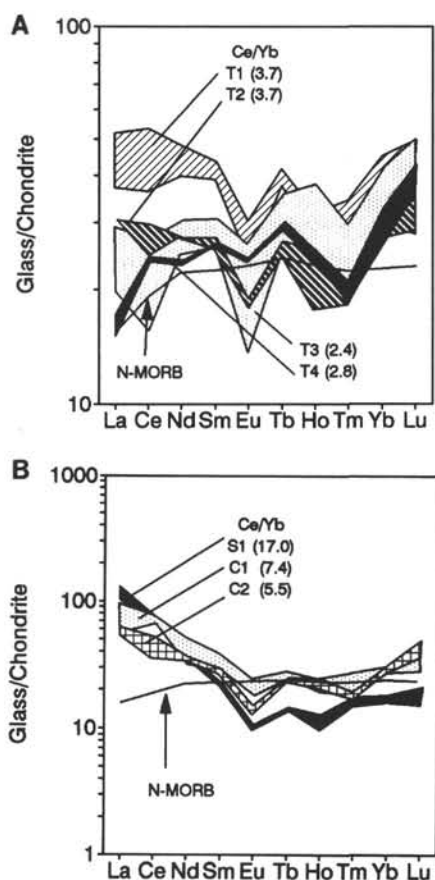 A
100
Ce/Yb
T1 (3.7)
T2 (3.7)
Glass/Chondrite
N-MORB
T3 (2.4)
T4 (2.8)
10
La Ce Nd Sm Eu Tb Ho Tm Yb Lu
B
1000
Ce/Yb
S1 (17.0)
C1 (7.4)
C2 (5.5)
100
Glass/Chondrite
10
N-MORB
1
La Ce Nd Sm Eu Tb Ho Tm Yb Lu